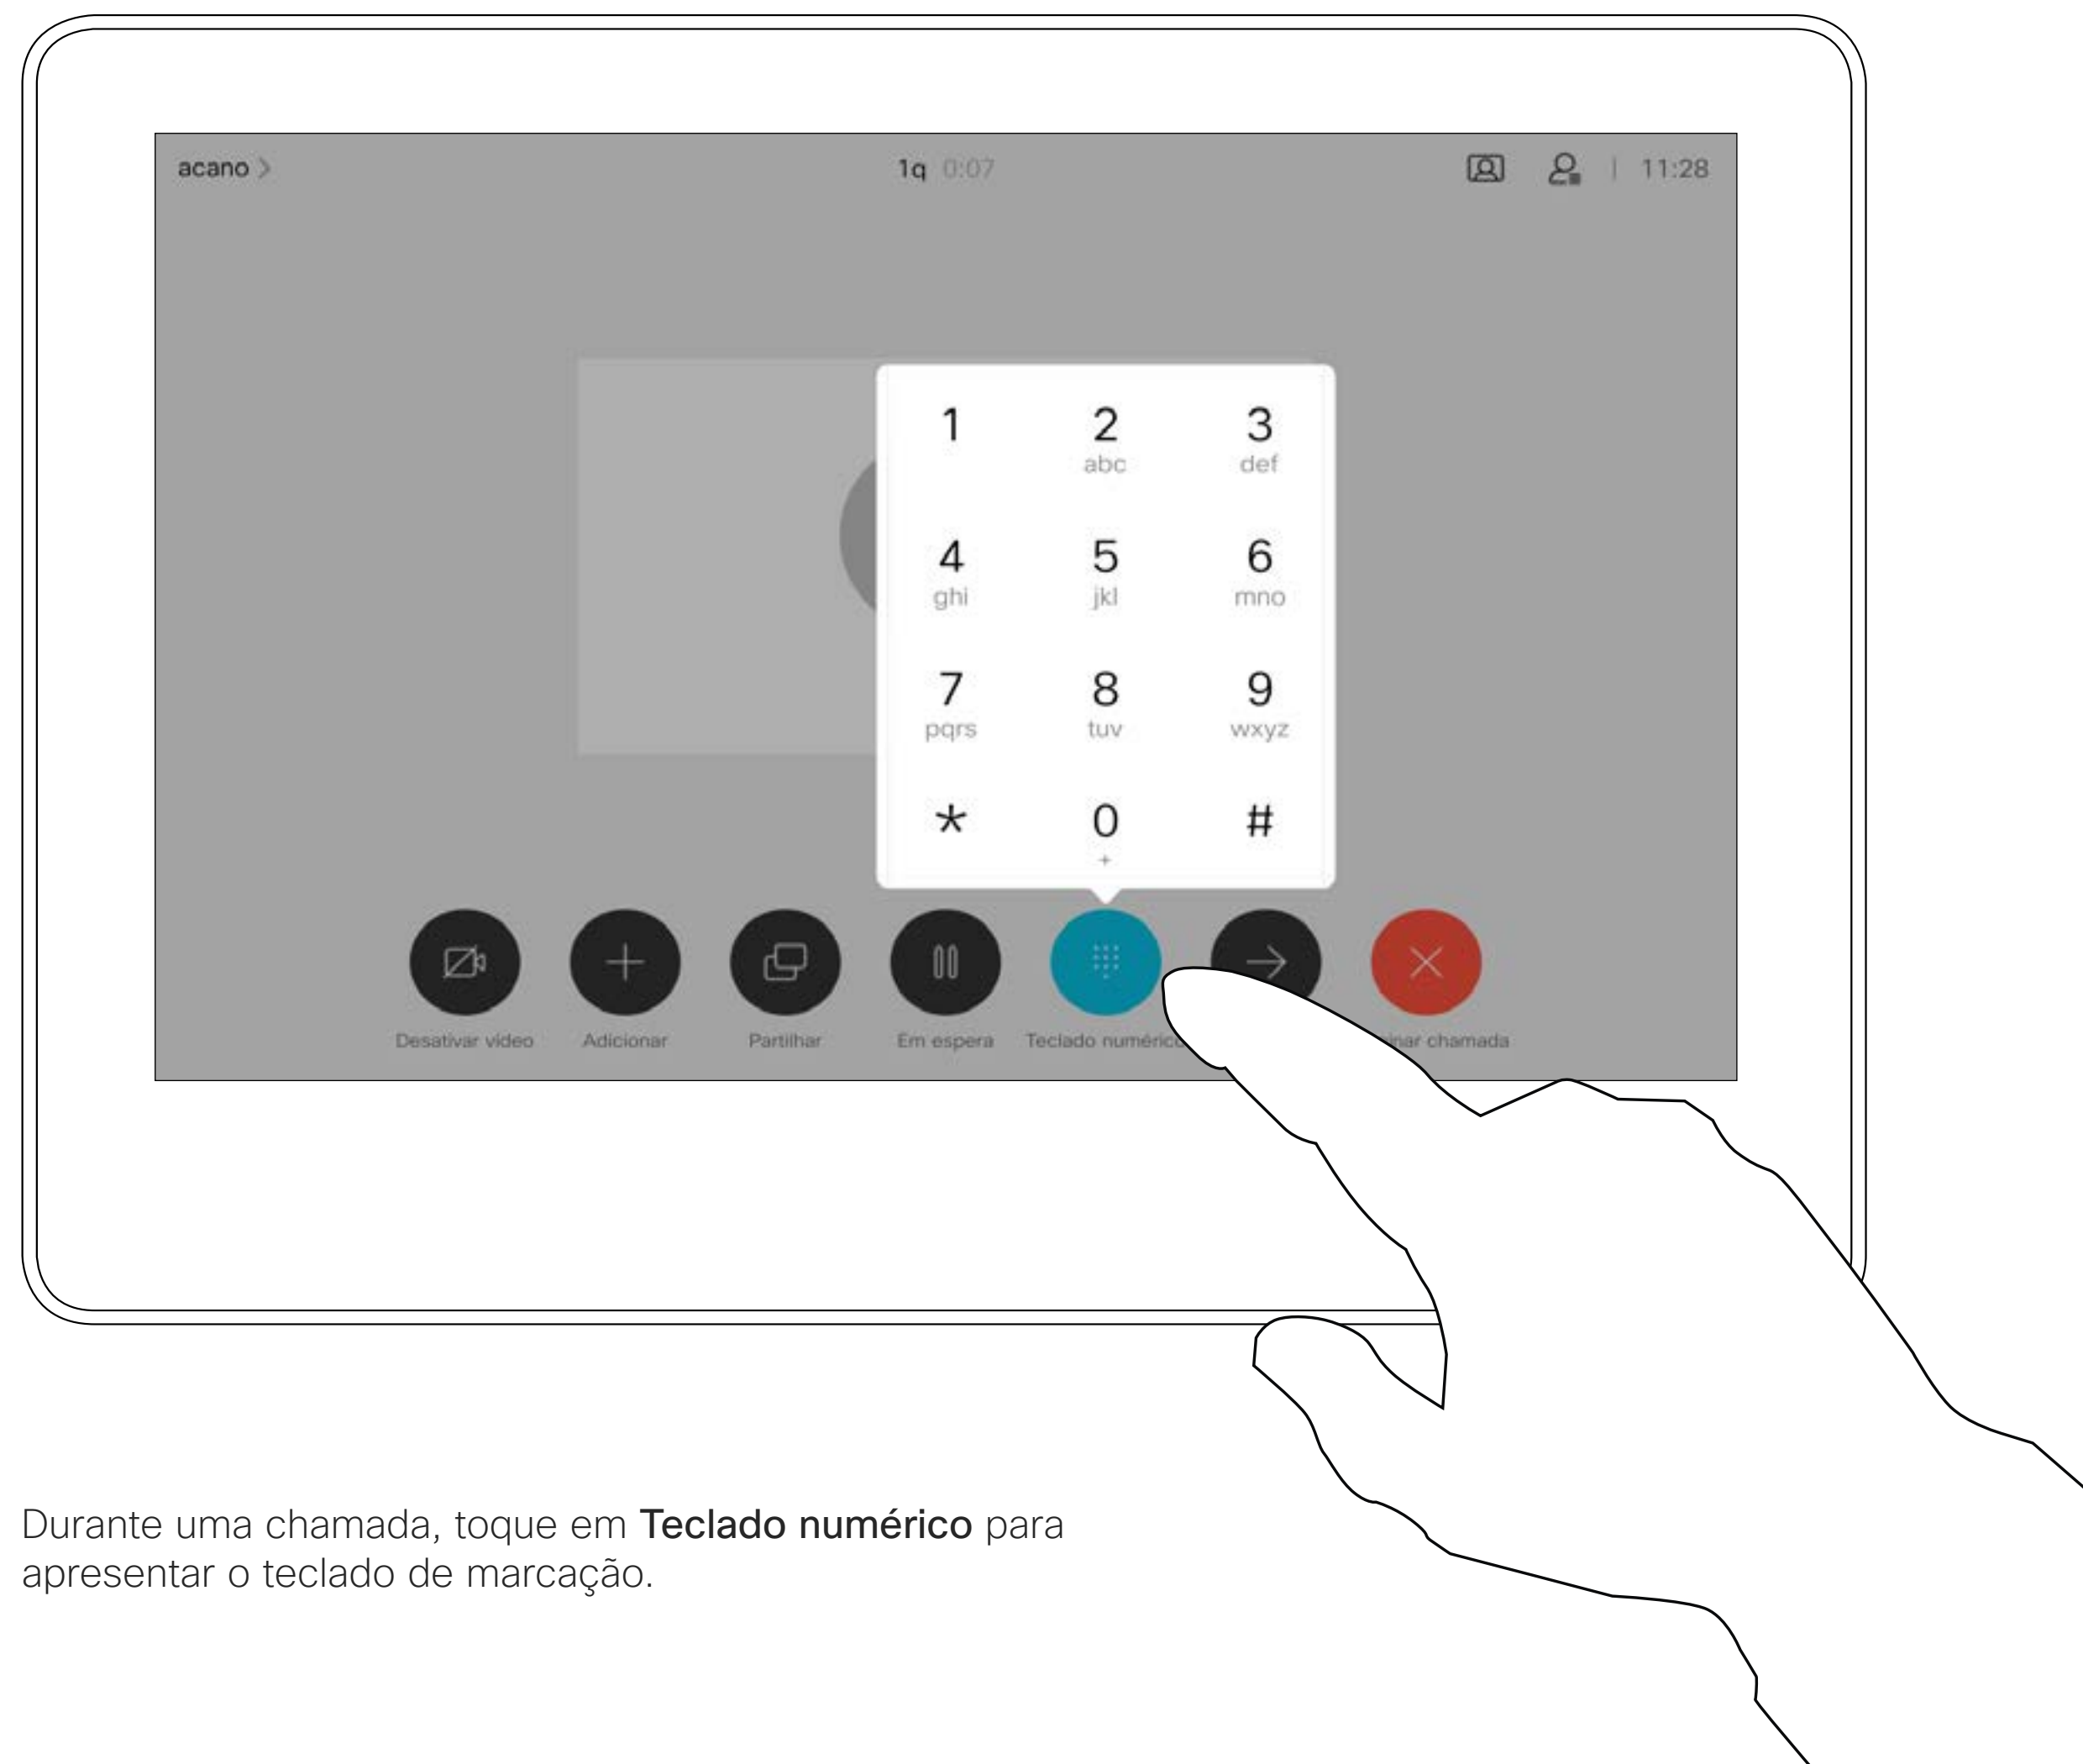 acano >
1q 0:07
11:28
1 2 3
abc def
4 5 6
ghi jkl mno
7 8 9
pqrs tuv wxyz
* 0 #
+
Desativar vídeo Adicionar Partilhar Em espera Teclado numérico chamada
Durante uma chamada, toque em Teclado numérico para
apresentar o teclado de marcação.